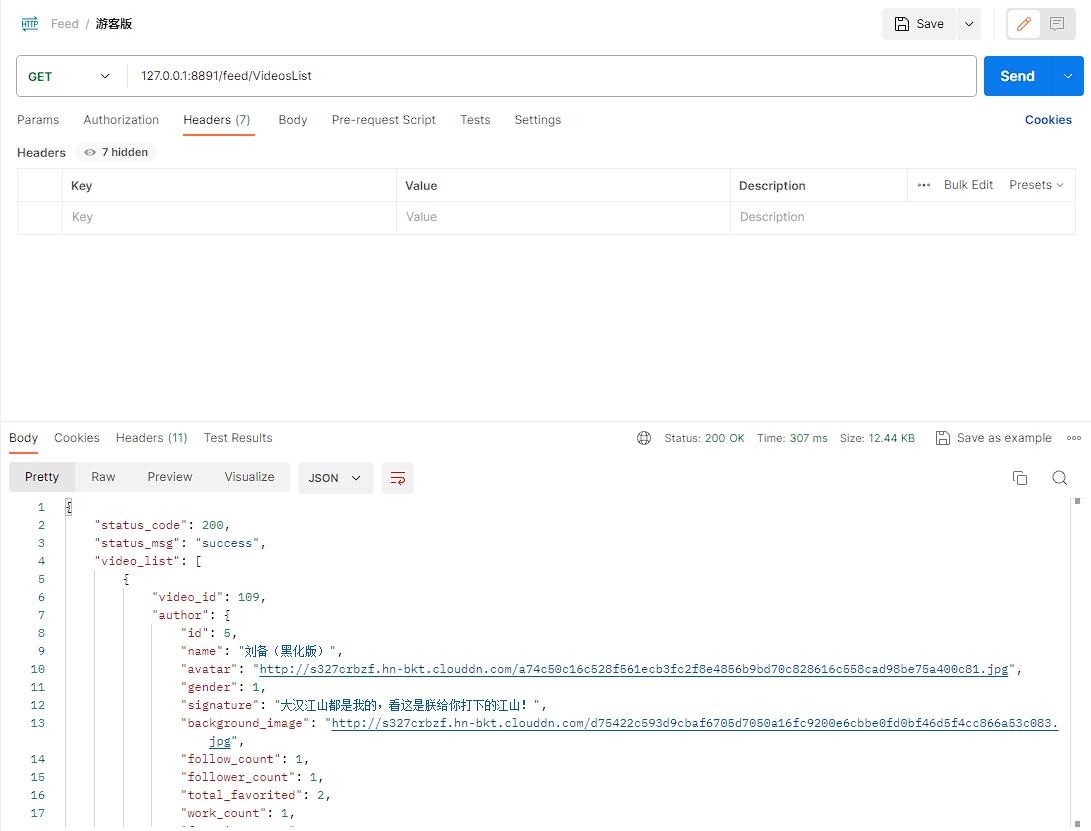 HTTP Feed / 游客版 Save
GET 127.0.0.1:8891/feed/VideosList Send
Params Authorization Headers (7) Body Pre-request Script Tests Settings Cookies
Headers 7 hidden
Key Value Description Bulk Edit Presets
Key Value Description
Body Cookies Headers (11) Test Results Status: 200 OK Time: 307 ms Size: 12.44 KB Save as example
Pretty Raw Preview Visualize JSON
1 {
2 "status_code": 200,
3 "status_msg": "success",
4 "video_list": [
5 {
6 "video_id": 109,
7 "author": {
8 "id": 5,
9 "name": "刘备（黑化版）",
10 "avatar": "http://s327crbzf.hn-bkt.clouddn.com/a74c50c16c528f561ecb3fc2f8e4856b9bd70c828616c558cad98be75a400c81.jpg",
11 "gender": 1,
12 "signature": "大汉江山都是我的，看这是朕给你打下的江山！",
13 "background_image": "http://s327crbzf.hn-bkt.clouddn.com/d75422c593d9cbaf6705d7050a16fc9200e6cbbe0fd0bf46d5f4cc866a53c083.
jpg",
14 "follow_count": 1,
15 "follower_count": 1,
16 "total_favorited": 2,
17 "work_count": 1,